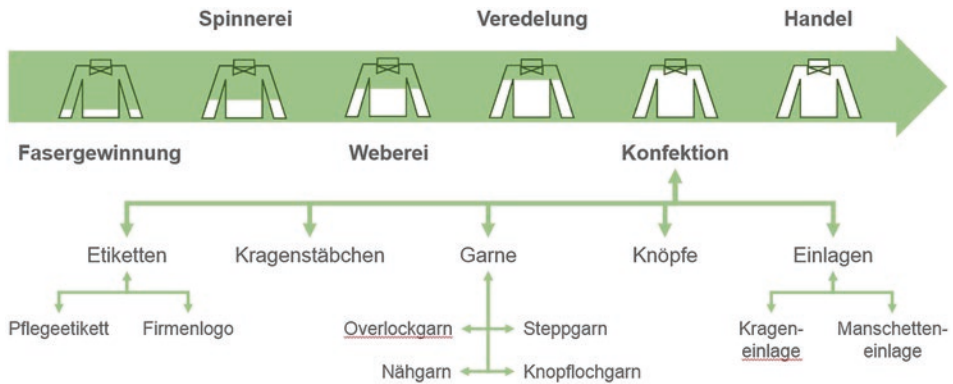 Spinnerei
Veredelung
Handel
Fasergewinnung
Weberei
Konfektion
Etiketten
Kragenstäbchen
Garne
Knöpfe
Einlagen
Pflegeetikett
Firmenlogo
Overlockgarn
Steppgarn
Nähgarn
Knopflochgarn
Kragen-
einlage
Manschetten-
einlage